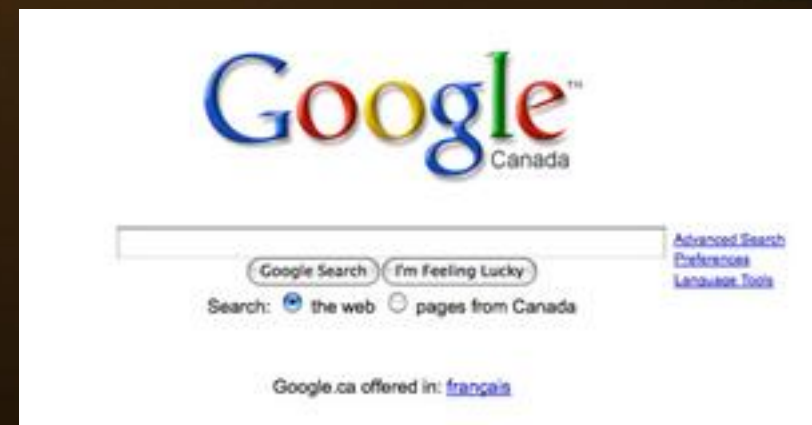 Google™
Canada
Advanced Search
Preferences
Language Tools
Google Search I'm Feeling Lucky
Search: the web pages from Canada
Google.ca offered in: français